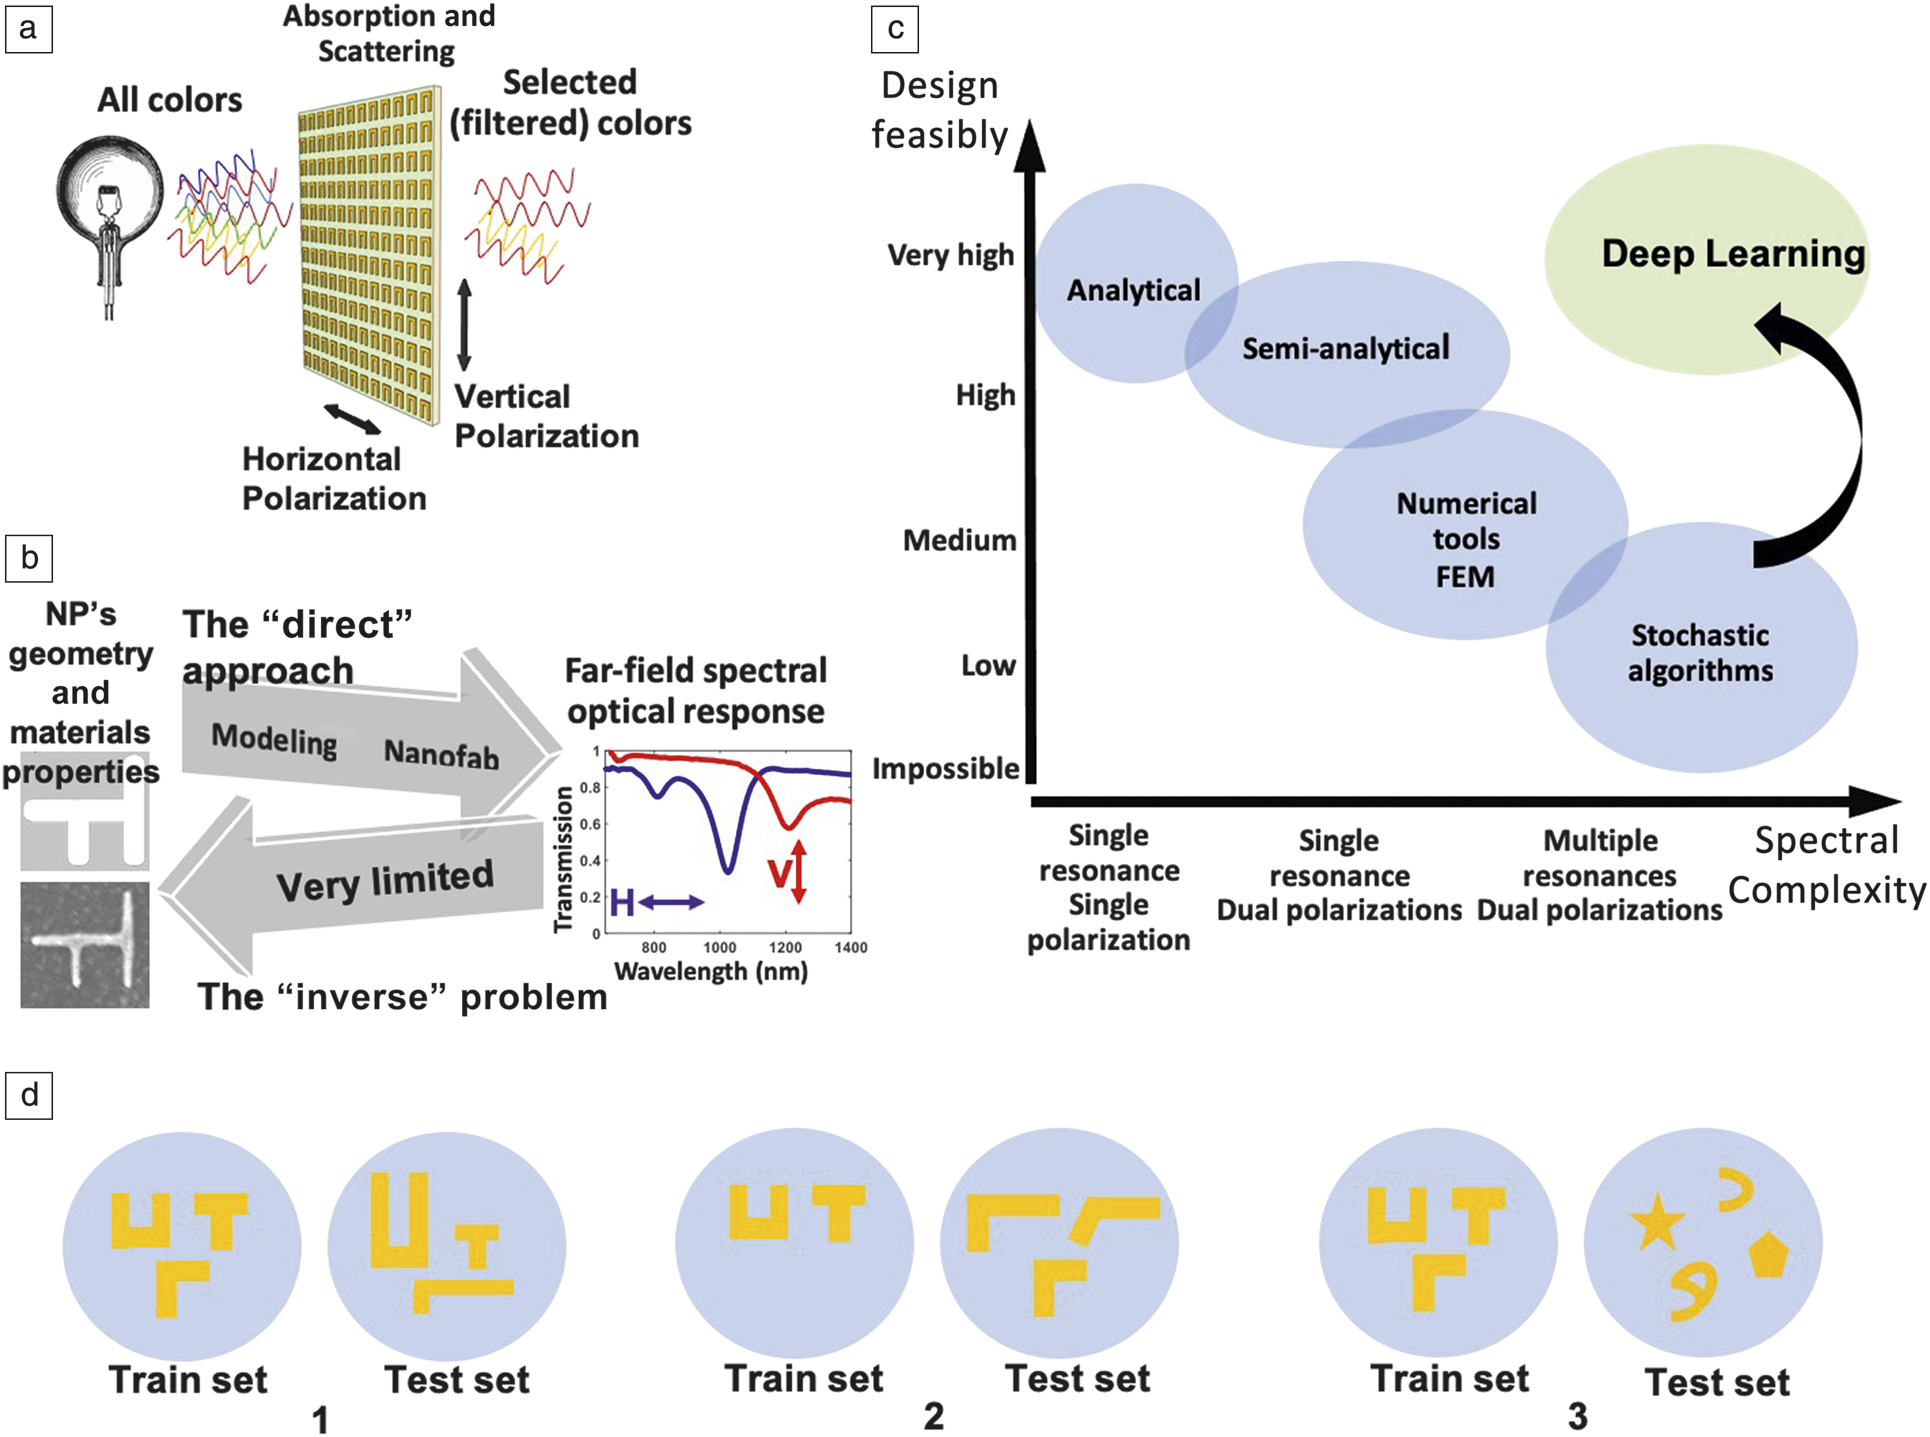 a
Absorption and
Scattering
All colors
Selected
(filtered) colors
Vertical
Polarization
Horizontal
Polarization
b
NP’s
geometry
and
materials
properties
The “direct”
approach
Modeling
Nanofab
Very limited
The “inverse” problem
Far-field spectral
optical response
Transmission
1
0.8
0.6
0.4
0.2
0
H
V
800 1000 1200 1400
Wavelength (nm)
c
Design
feasibly
Very high
High
Medium
Low
Impossible
Analytical
Semi-analytical
Numerical
tools
FEM
Stochastic
algorithms
Deep Learning
Single
resonance
Single
polarization
Single
resonance
Dual polarizations
Multiple
resonances
Dual polarizations
Spectral
Complexity
d
Train set
Test set
1
Train set
Test set
2
Train set
Test set
3